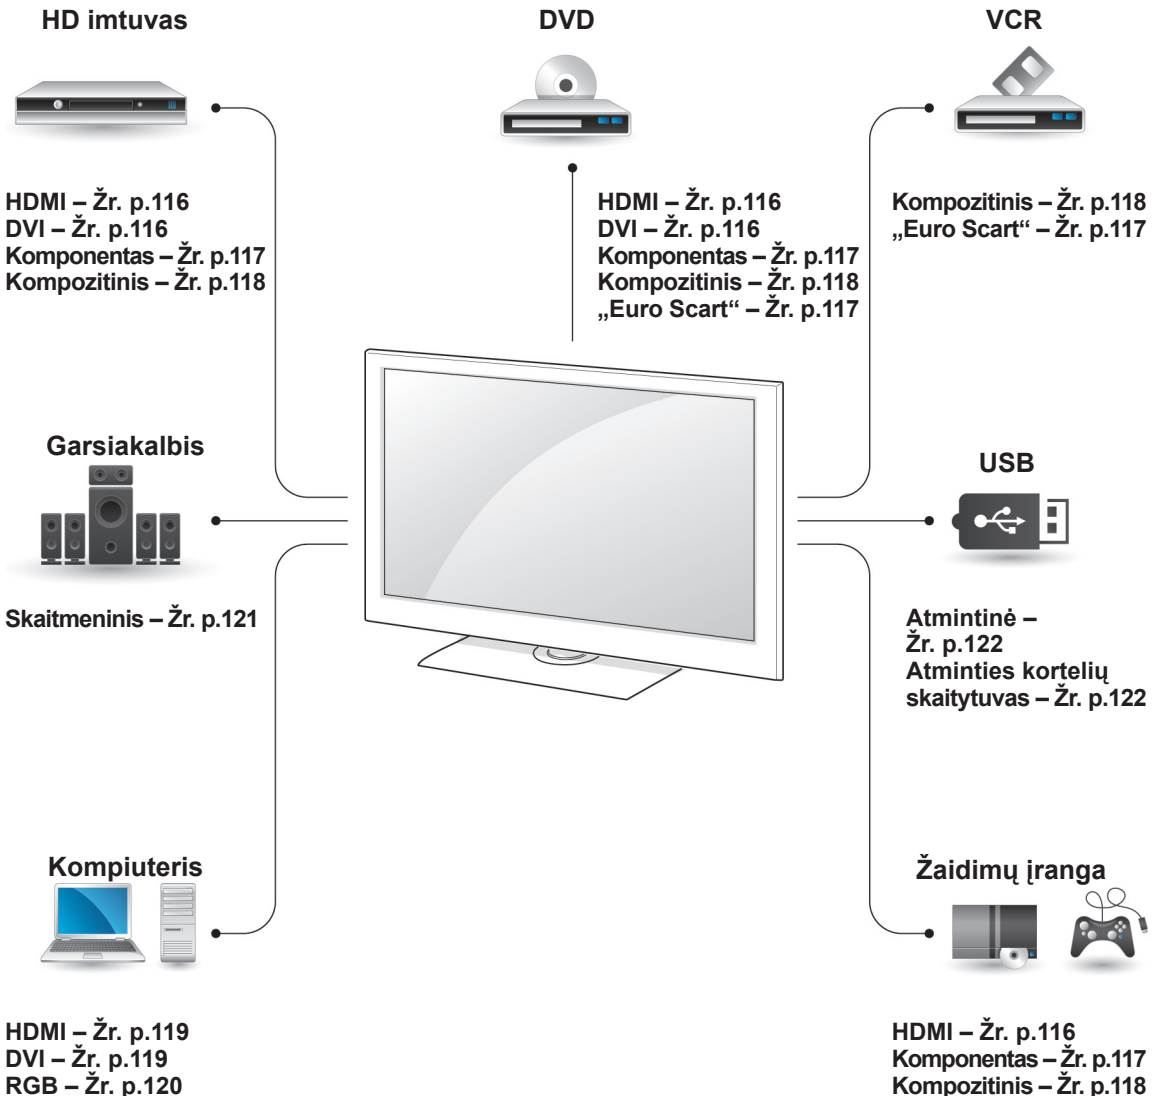 HD imtuvas
HDMI – Žr. p.116
DVI – Žr. p.116
Komponentas – Žr. p.117
Kompozitinis – Žr. p.118
DVD
HDMI – Žr. p.116
DVI – Žr. p.116
Komponentas – Žr. p.117
Kompozitinis – Žr. p.118
„Euro Scart“ – Žr. p.117
VCR
Kompozitinis – Žr. p.118
„Euro Scart“ – Žr. p.117
Garsiakalbis
Skaitmeninis – Žr. p.121
USB
Atmintinė –
Žr. p.122
Atminties kortelių
skaitytuvas – Žr. p.122
Kompiuteris
HDMI – Žr. p.119
DVI – Žr. p.119
RGB – Žr. p.120
Žaidimų įranga
HDMI – Žr. p.116
Komponentas – Žr. p.117
Kompozitinis – Žr. p.118